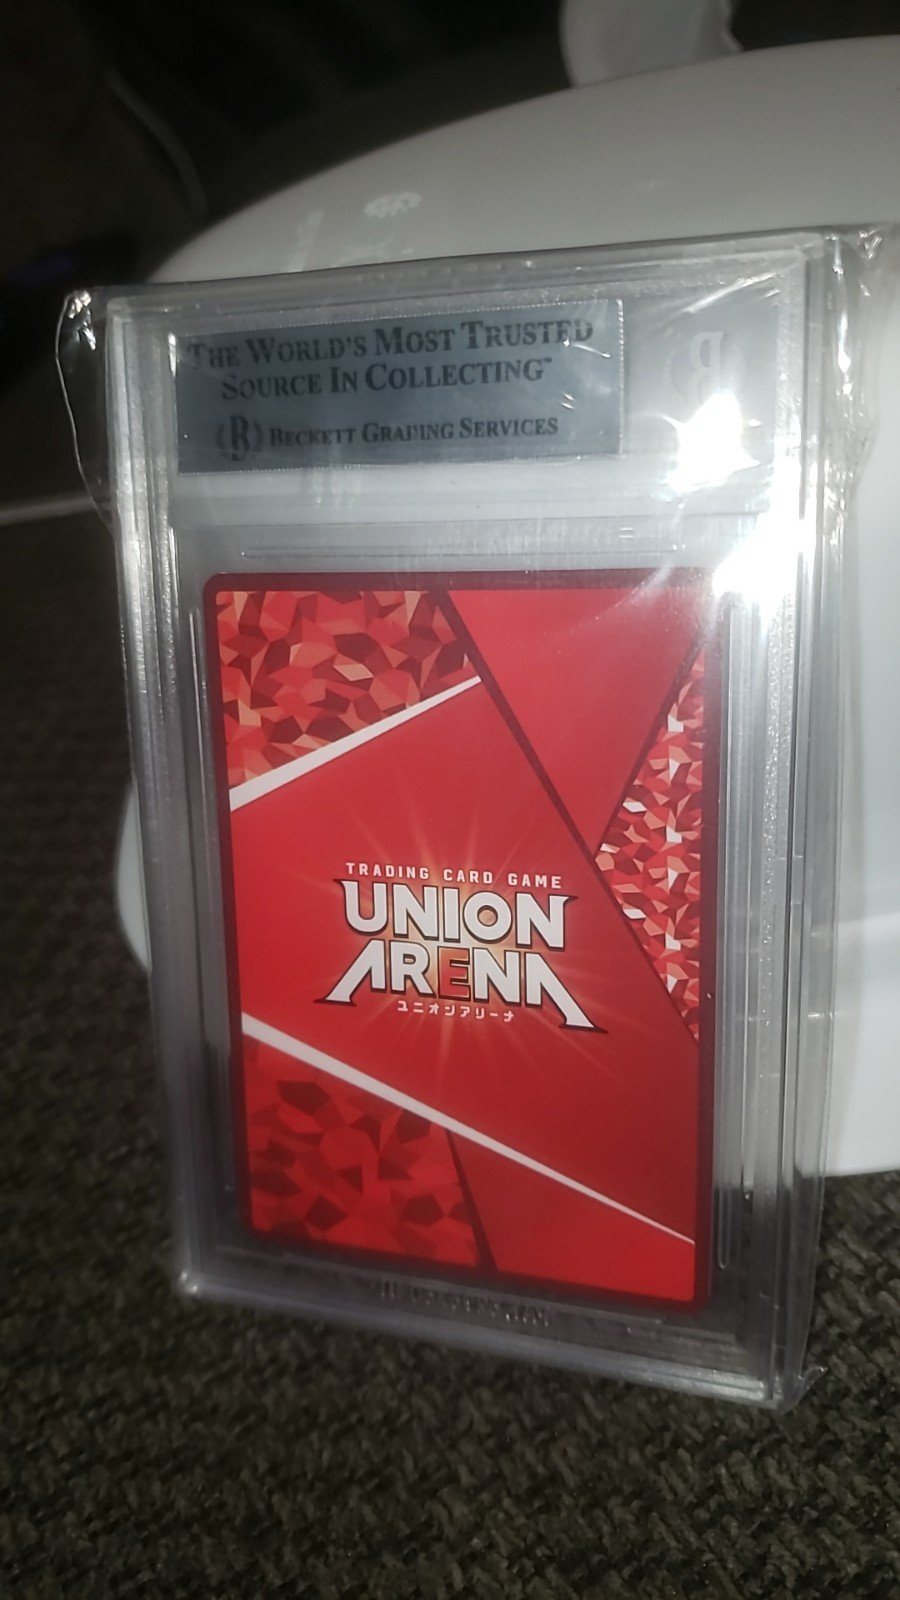 THE WORLD'S MOST TRUSTED
SOURCE IN COLLECTING™
(B) BECKETT GRADING SERVICES
B
TRADING CARD GAME
UNION
ARENA
ユニオンアリーナ